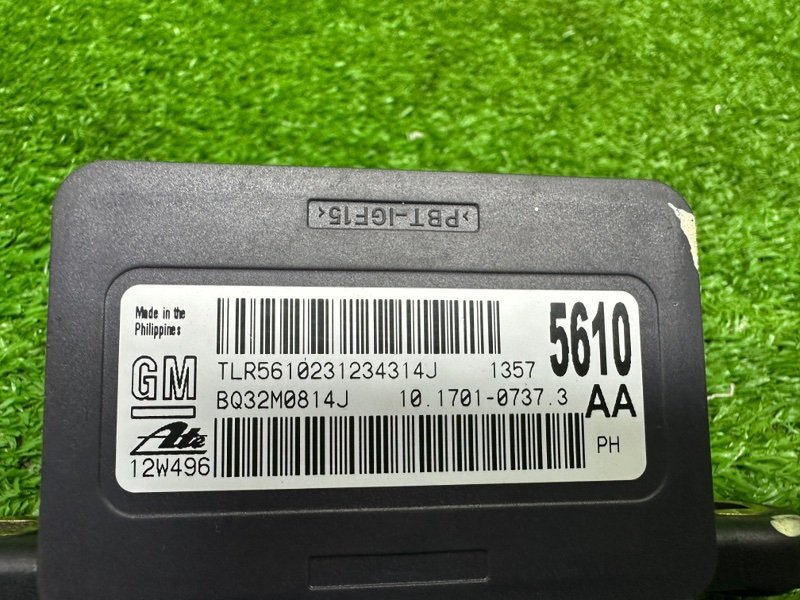 >PBT-IGF15<
Made in the
Philippines
GM
TLR5610231234314J 1357
5610
BQ32M0814J 10.1701-0737.3
AA
Ate
12W496
PH